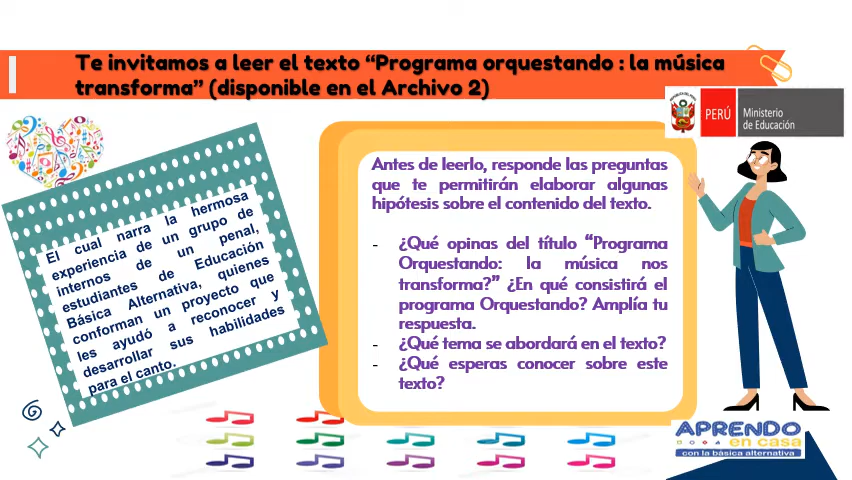 Te invitamos a leer el texto “Programa orquestando : la música
transforma” (disponible en el Archivo 2)
PERÚ
Ministerio
de Educación
El cual narra la hermosa
experiencia de un grupo de
internos de un penal,
estudiantes de Educación
Básica Alternativa, quienes
conforman un proyecto que
les ayudó a reconocer y
desarrollar sus habilidades
para el canto.
Antes de leerlo, responde las preguntas
que te permitirán elaborar algunas
hipótesis sobre el contenido del texto.
- ¿Qué opinas del título “Programa
Orquestando: la música nos
transforma?” ¿En qué consistirá el
programa Orquestando? Amplía tu
respuesta.
- ¿Qué tema se abordará en el texto?
- ¿Qué esperas conocer sobre este
texto?
APRENDO
en casa
con la básica alternativa